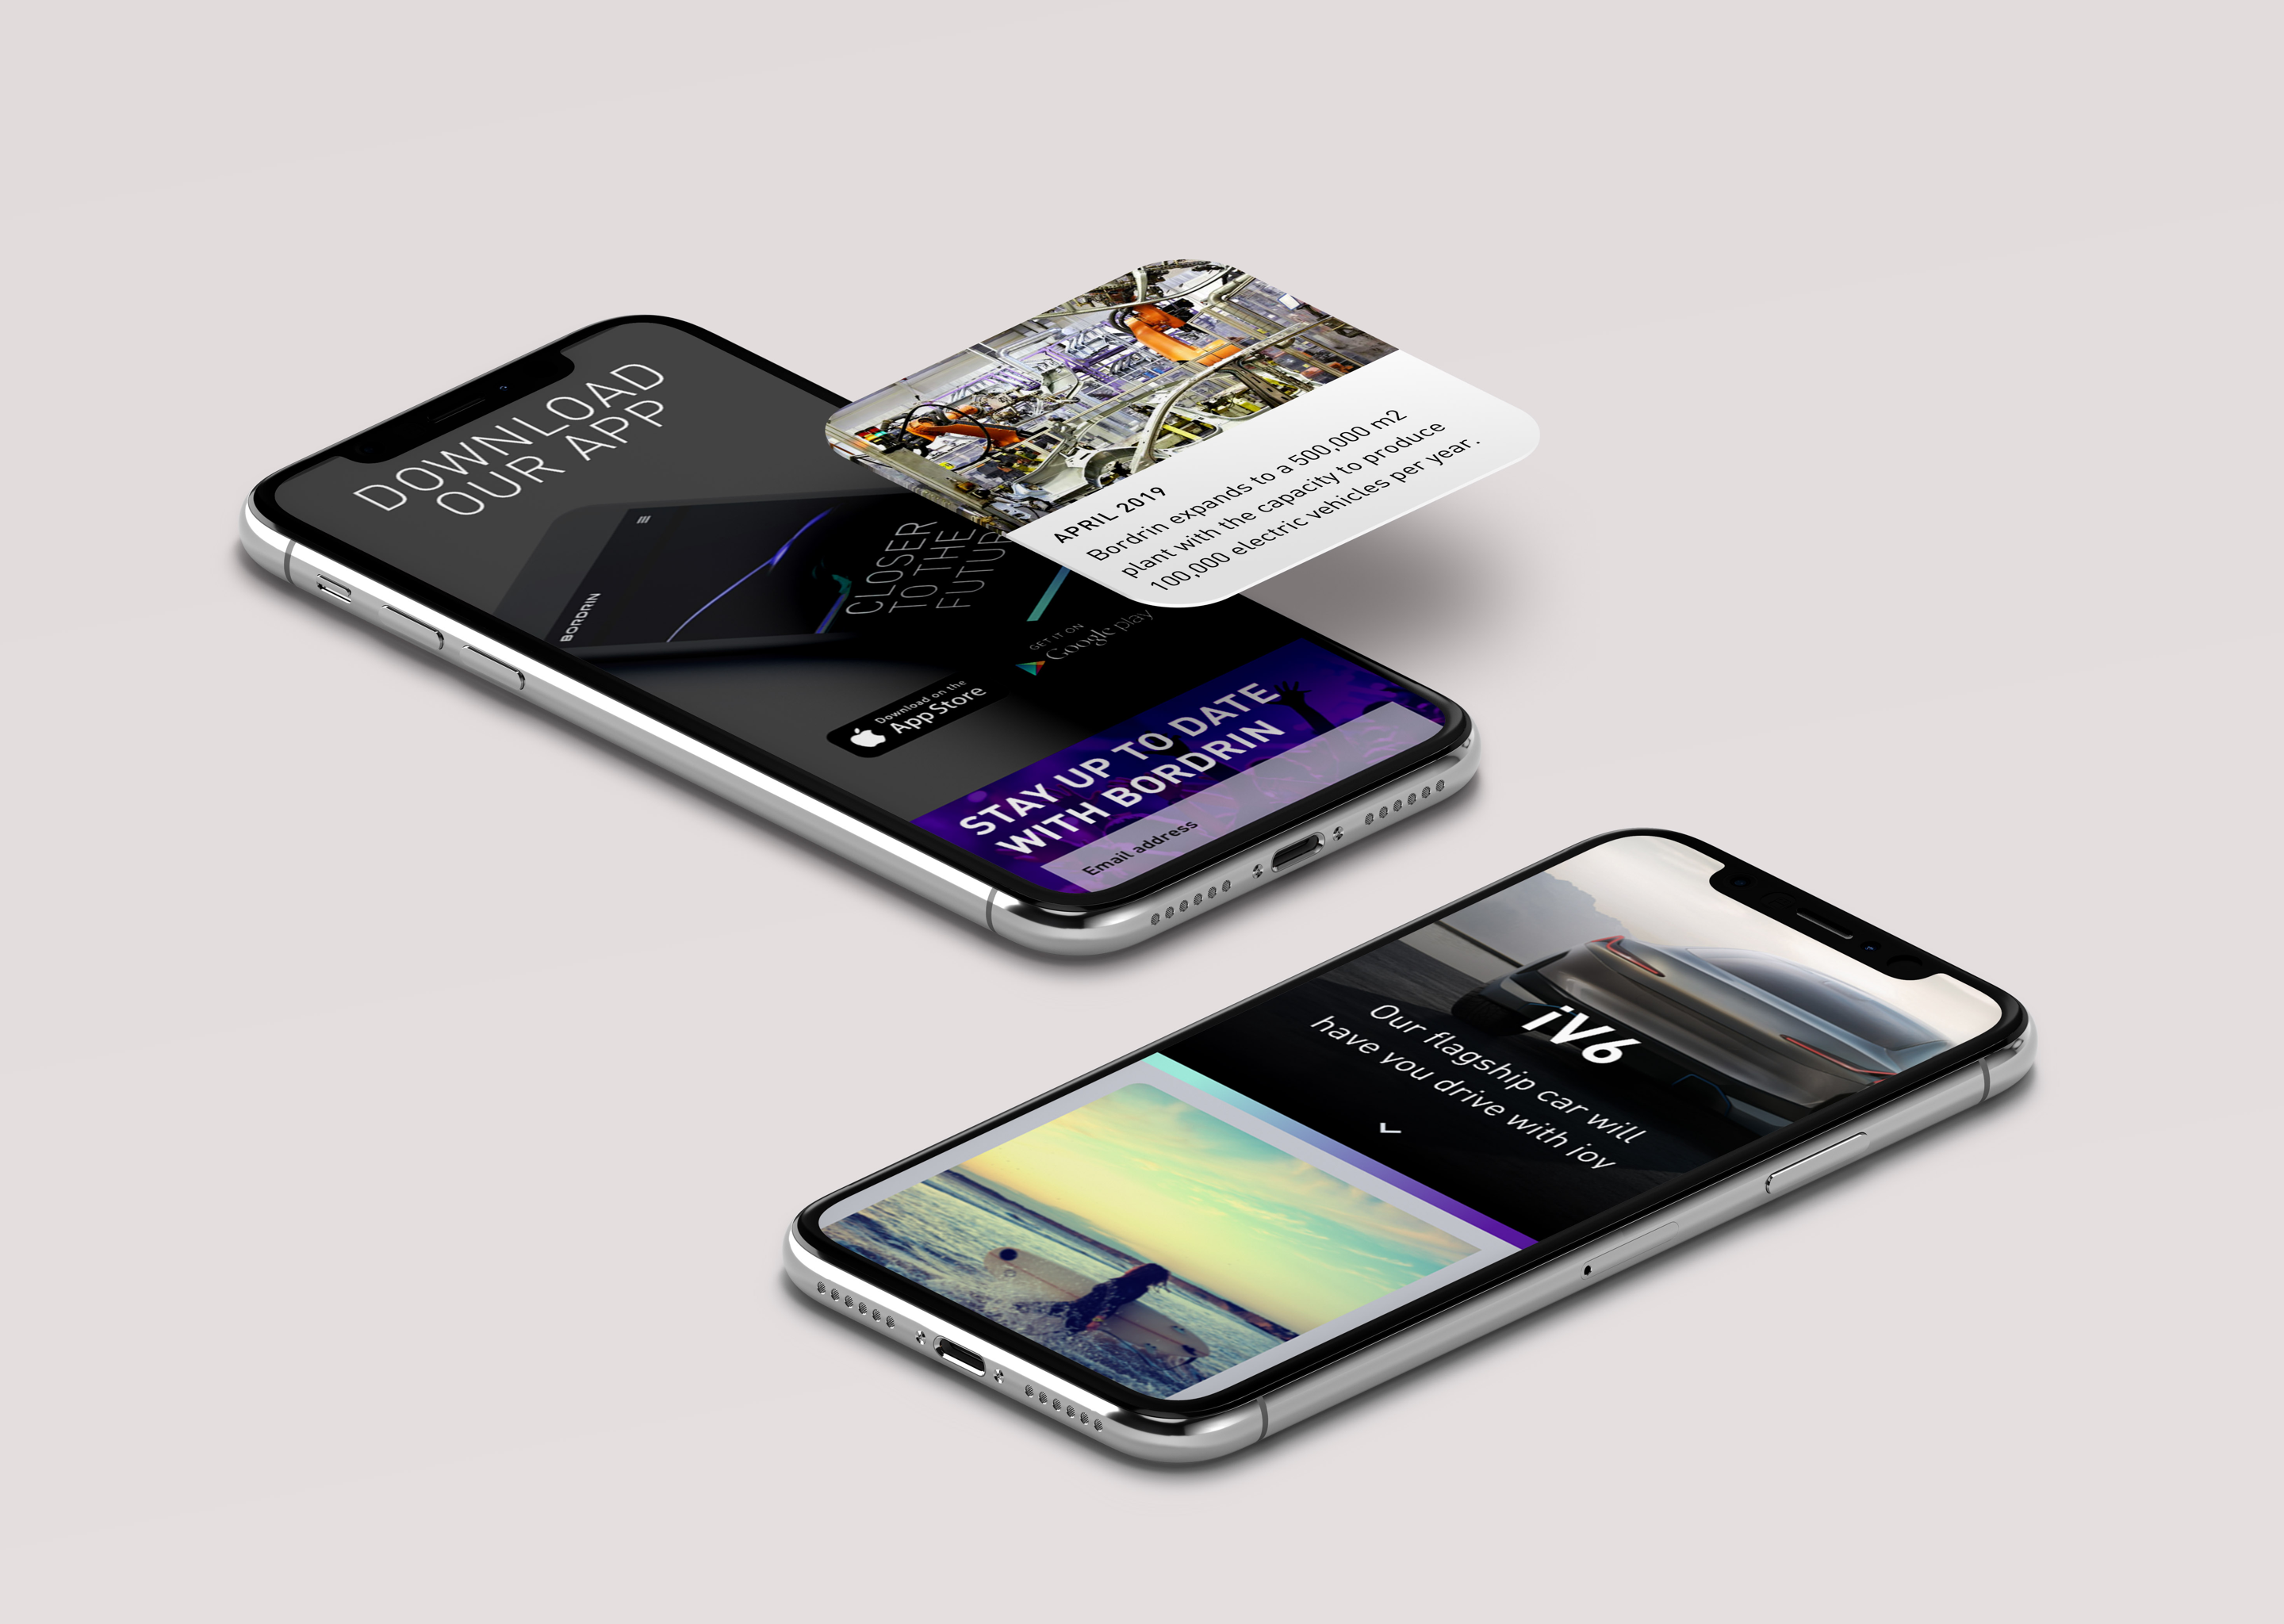 DOWNLOAD
OUR APP
BORDRIN
CLOSER
TO THE
FUTUR
GET IT ON
Google play
Download on the
App Store
STAY UP TO DATE
WITH BORDRIN
Email address
APRIL 2019
Bordrin expands to a 500,000 m2
plant with the capacity to produce
100,000 electric vehicles per year.
iV6
Our flagship car will
have you drive with joy